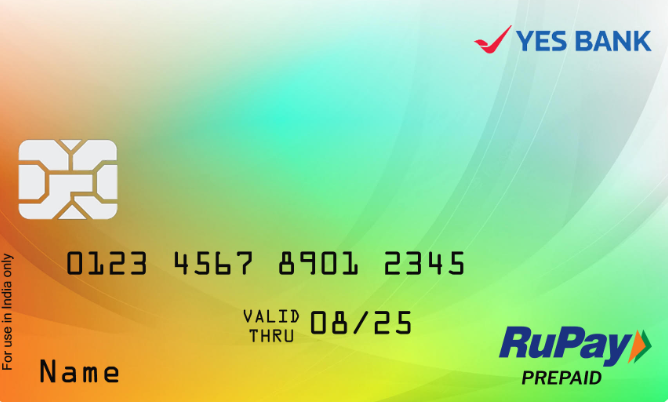 YES BANK
0123 4567 8901 2345
VALID
THRU 08/25
Name
For use in India only
RuPay
PREPAID